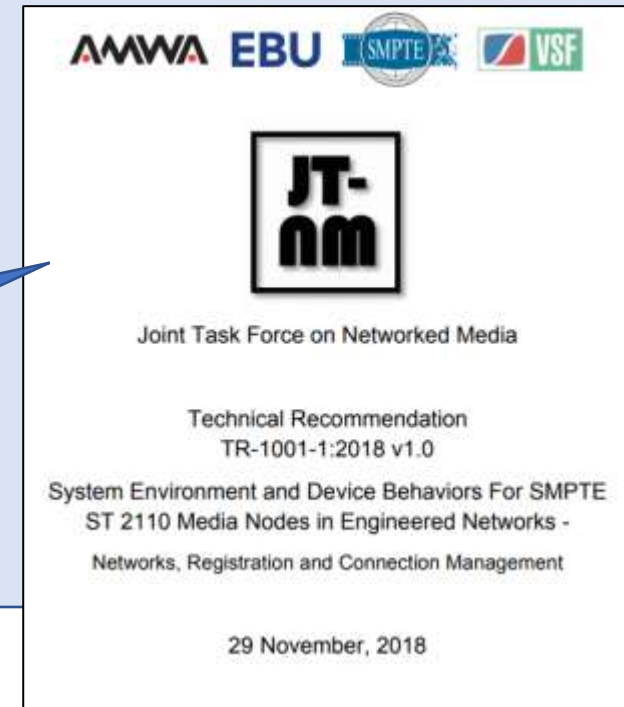 AMWA EBU SMPTE VSF
JT-
nm
Joint Task Force on Networked Media
Technical Recommendation
TR-1001-1:2018 v1.0
System Environment and Device Behaviors For SMPTE
ST 2110 Media Nodes in Engineered Networks -
Networks, Registration and Connection Management
29 November, 2018